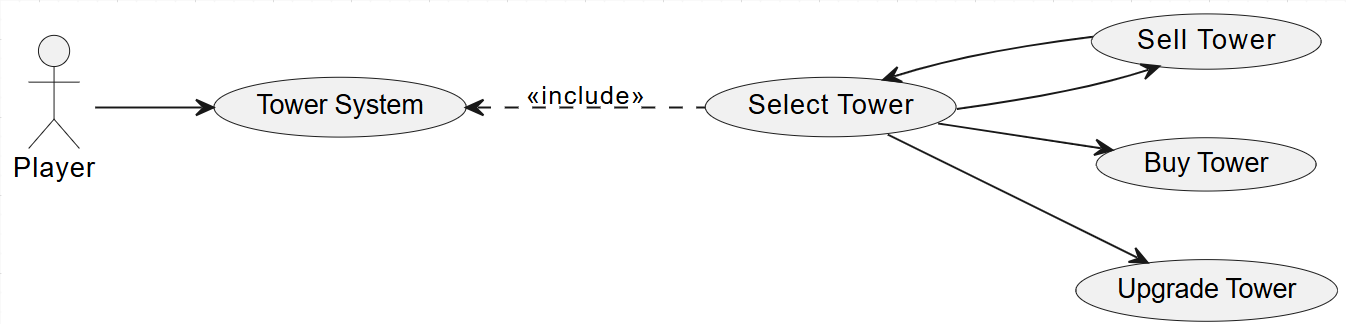 Player
Tower System
«include»
Select Tower
Sell Tower
Buy Tower
Upgrade Tower